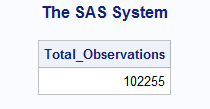 The SAS System
Total_Observations
102255